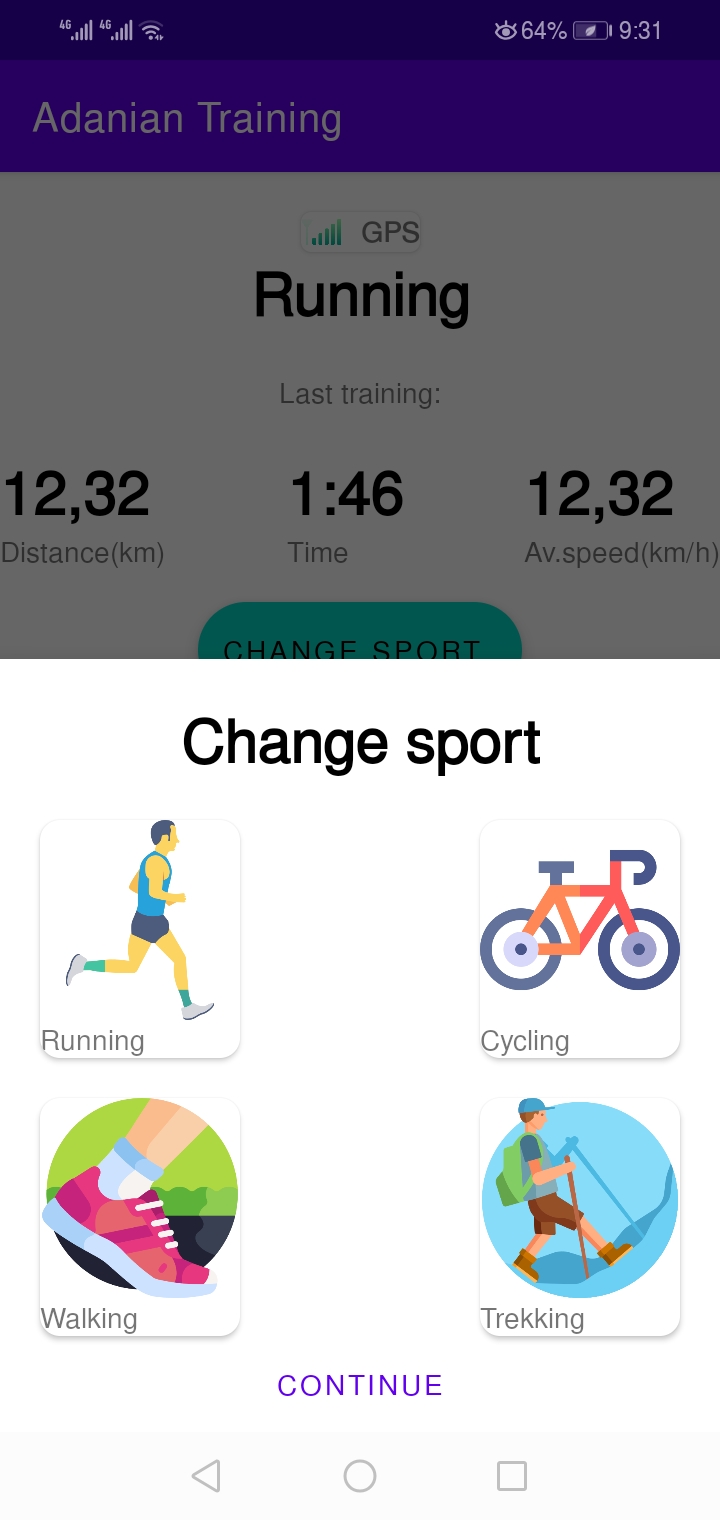 4G 4G 64% 9:31
Adanian Training
GPS
Running
Last training:
12,32 1:46 12,32
Distance(km) Time Av.speed(km/h)
CHANGE SPORT
Change sport
Running Cycling
Walking Trekking
CONTINUE